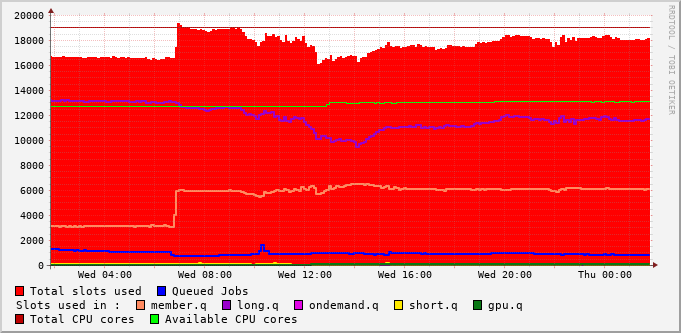 RRDTOOL / TOBI OETIKER
20000
18000
16000
14000
12000
10000
8000
6000
4000
2000
0
Wed 04:00 Wed 08:00 Wed 12:00 Wed 16:00 Wed 20:00 Thu 00:00
Total slots used Queued Jobs
Slots used in : member.q long.q ondemand.q short.q gpu.q
Total CPU cores Available CPU cores